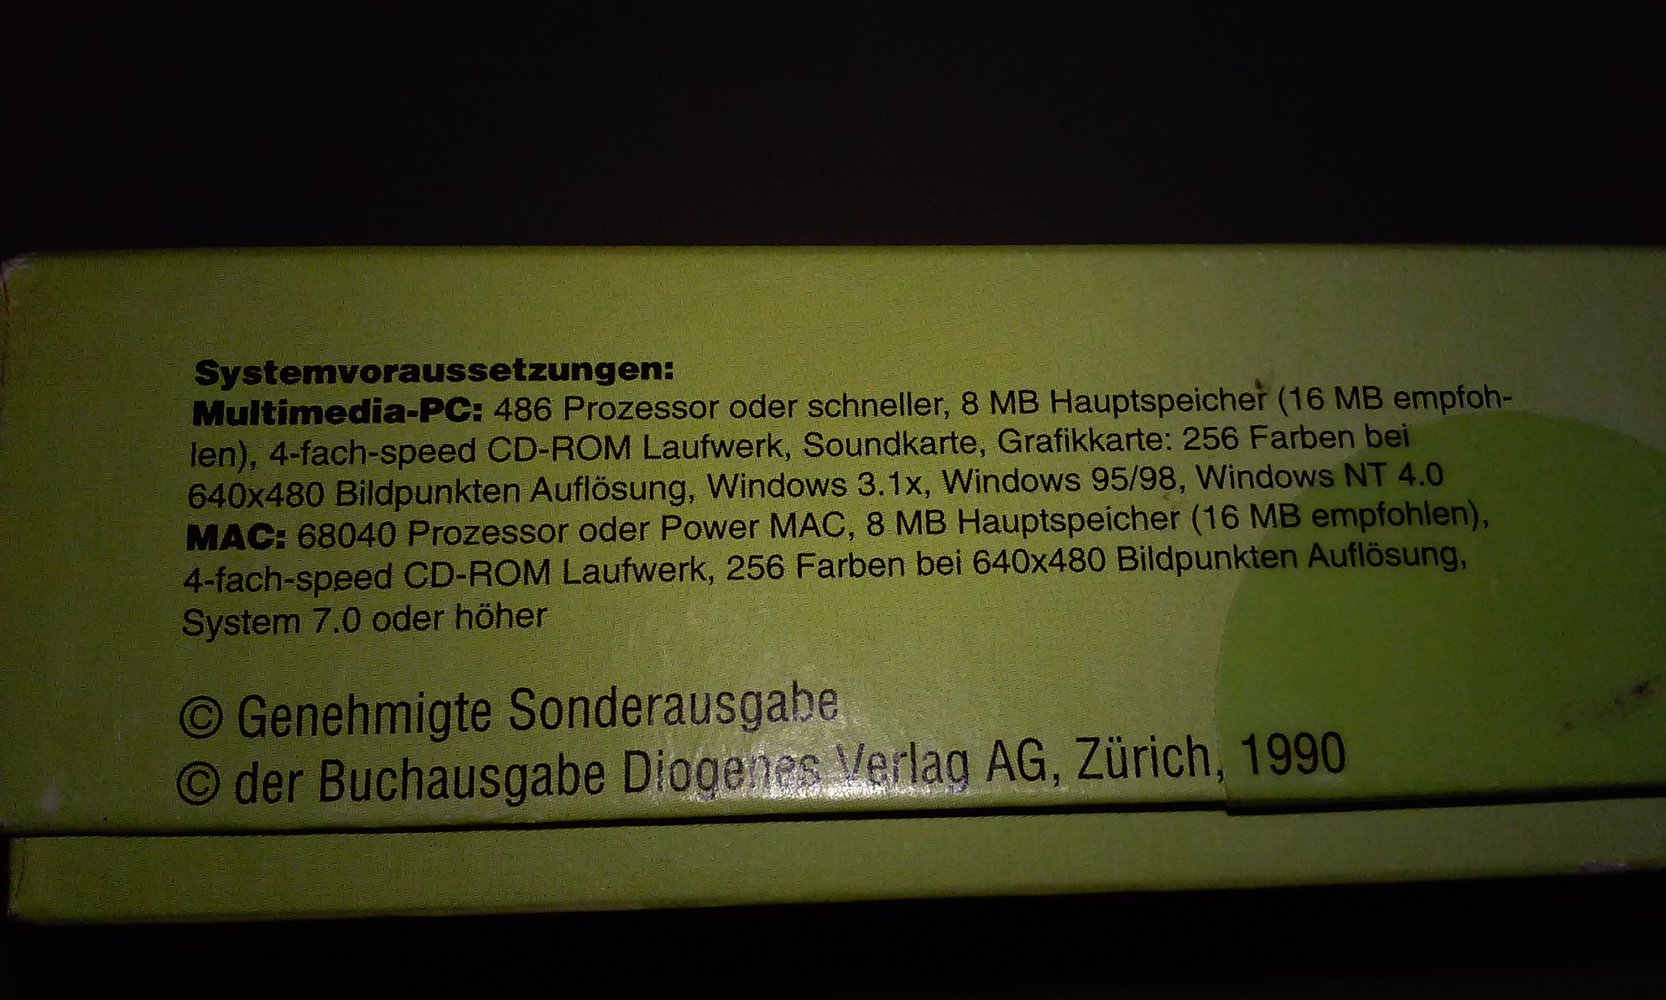 Systemvoraussetzungen:
Multimedia-PC: 486 Prozessor oder schneller, 8 MB Hauptspeicher (16 MB empfoh-
len), 4-fach-speed CD-ROM Laufwerk, Soundkarte, Grafikkarte: 256 Farben bei
640x480 Bildpunkten Auflösung, Windows 3.1x, Windows 95/98, Windows NT 4.0
MAC: 68040 Prozessor oder Power MAC, 8 MB Hauptspeicher (16 MB empfohlen),
4-fach-speed CD-ROM Laufwerk, 256 Farben bei 640x480 Bildpunkten Auflösung,
System 7.0 oder höher
© Genehmigte Sonderausgabe
© der Buchausgabe Diogenes Verlag AG, Zürich, 1990